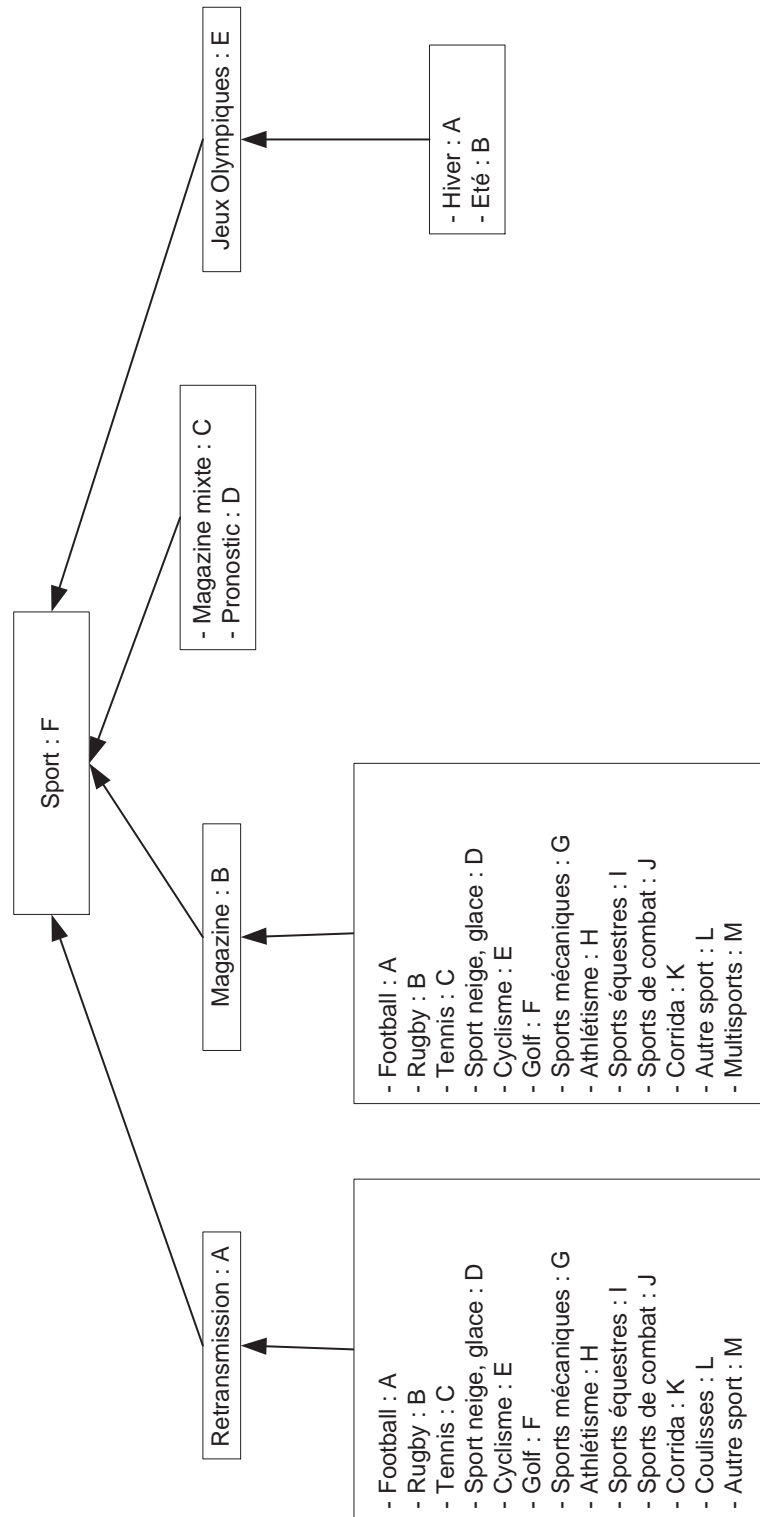 Sport : F
Retransmission : A
- Football : A
- Rugby : B
- Tennis : C
- Sport neige, glace : D
- Cyclisme : E
- Golf : F
- Sports mécaniques : G
- Athlétisme : H
- Sports équestres : I
- Sports de combat : J
- Corrida : K
- Coulisses : L
- Autre sport : M
Magazine : B
- Football : A
- Rugby : B
- Tennis : C
- Sport neige, glace : D
- Cyclisme : E
- Golf : F
- Sports mécaniques : G
- Athlétisme : H
- Sports équestres : I
- Sports de combat : J
- Corrida : K
- Autre sport : L
- Multisports : M
- Magazine mixte : C
- Pronostic : D
Jeux Olympiques : E
- Hiver : A
- Eté : B